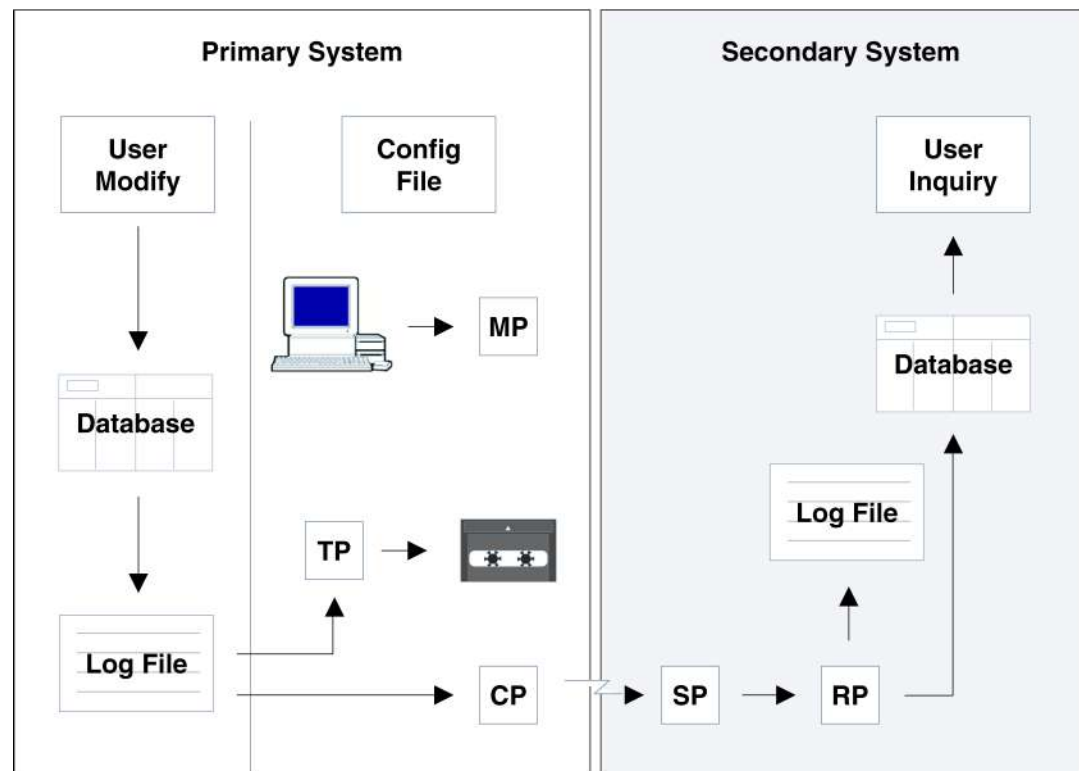 Primary System
Secondary System
User
Modify
Config
File
User
Inquiry
MP
Database
Database
Log File
TP
Log File
CP
SP
RP